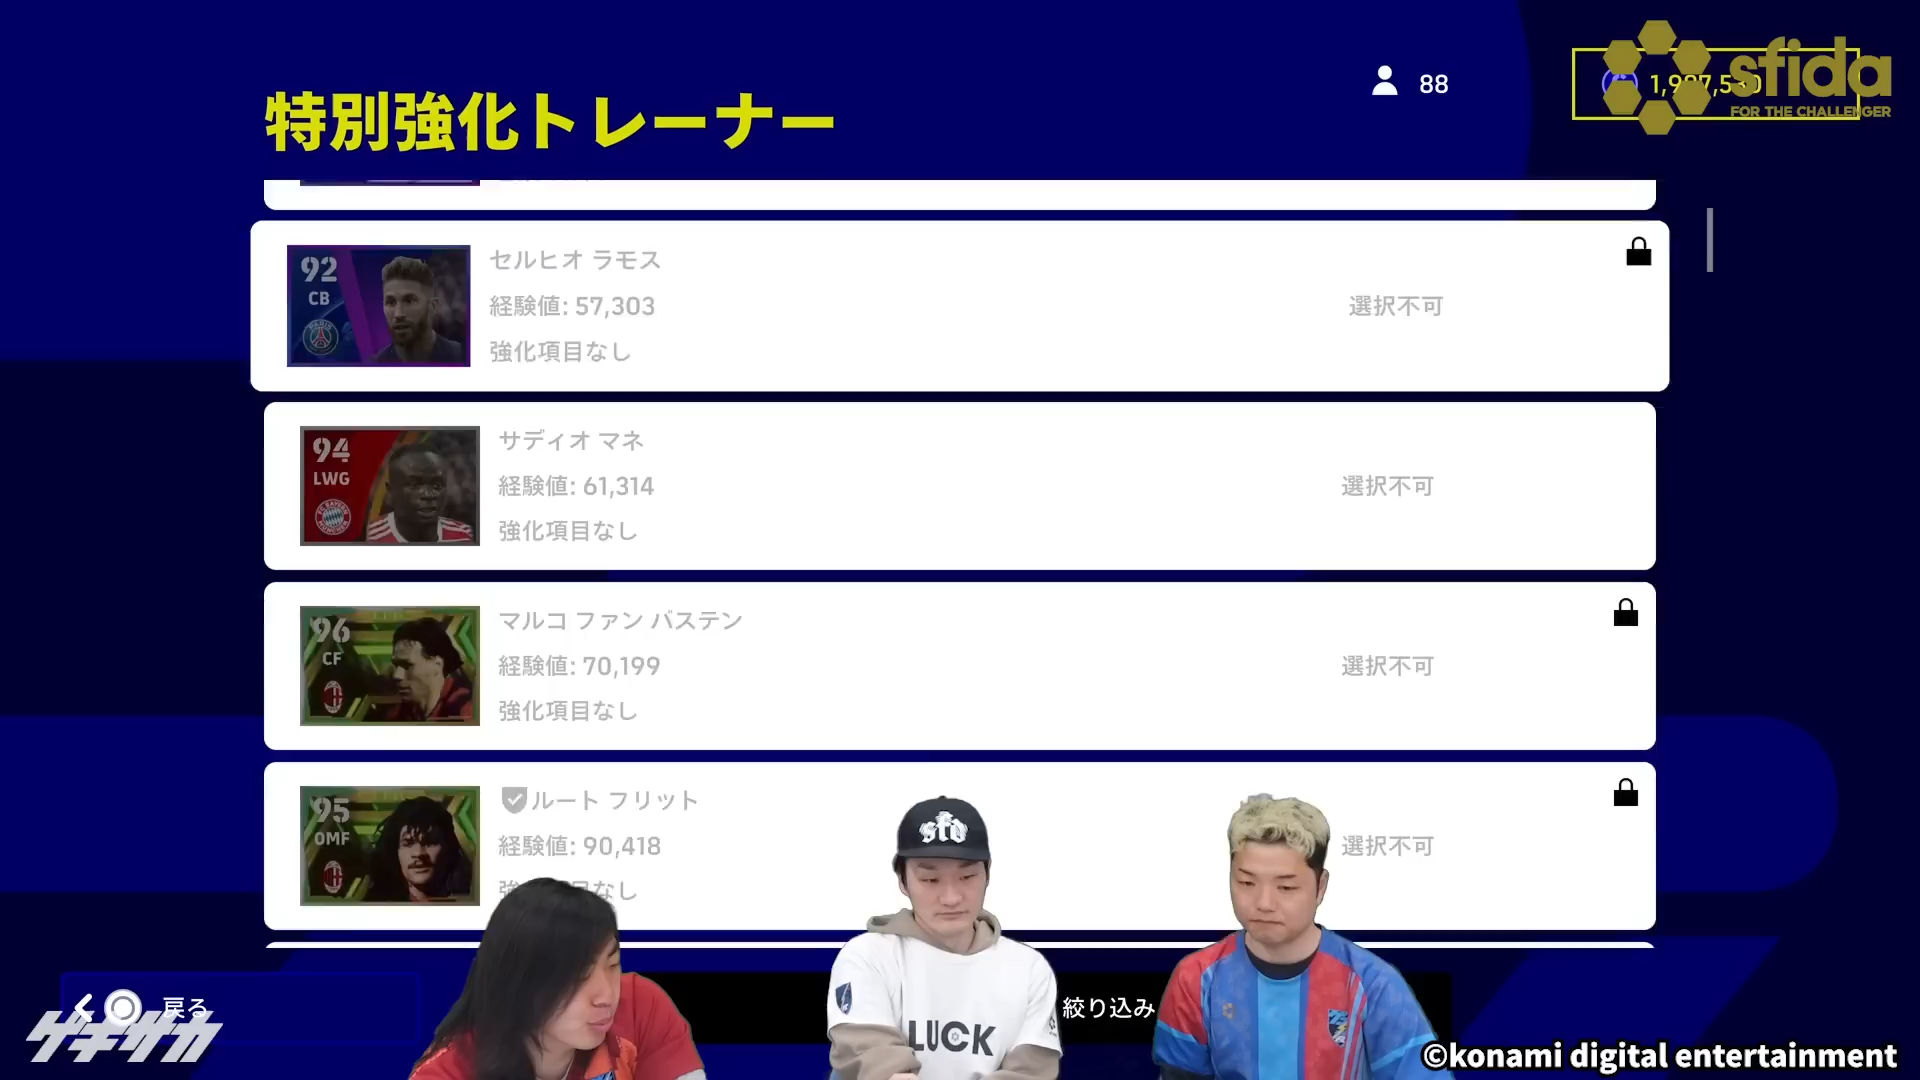 特別強化トレーナー
88
sfida
FOR THE CHALLENGER
92
CB
PARIS
セルヒオ ラモス
経験値: 57,303
選択不可
強化項目なし
94
LWG
サディオ マネ
経験値: 61,314
選択不可
強化項目なし
96
CF
マルコ ファン バステン
経験値: 70,199
選択不可
強化項目なし
95
OMF
ルート フリット
経験値: 90,418
選択不可
sfd
LUCK
戻る
絞り込み
ゲキサカ
©konami digital entertainment